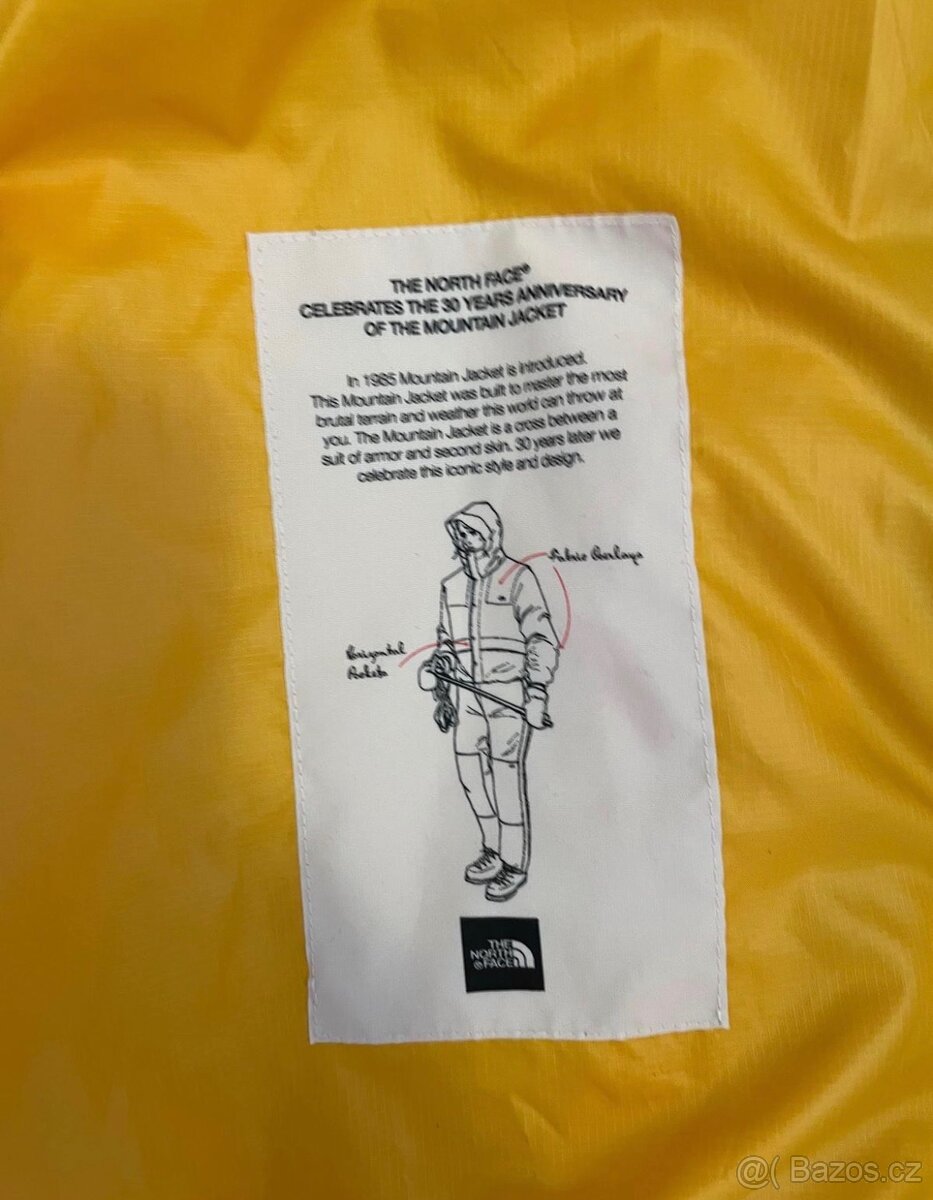 THE NORTH FACE®
CELEBRATES THE 30 YEARS ANNIVERSARY
OF THE MOUNTAIN JACKET
In 1985 Mountain Jacket is introduced.
This Mountain Jacket was built to master the most
brutal terrain and weather this world can throw at
you. The Mountain Jacket is a cross between a
suit of armor and second skin. 30 years later we
celebrate this iconic style and design.
Fabric Overlays
Horizontal
THE
NORTH
FACE
@( Bazos.cz